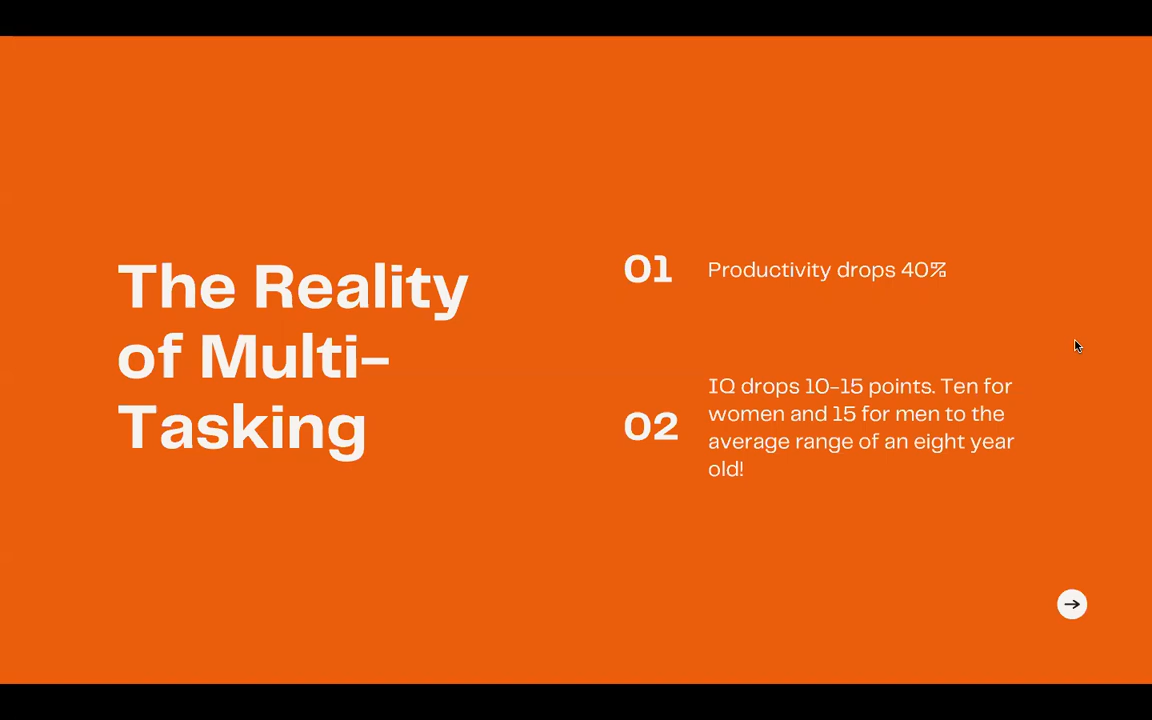 The Reality
of Multi-
Tasking
01
Productivity drops 40%
02
IQ drops 10-15 points. Ten for
women and 15 for men to the
average range of an eight year
old!